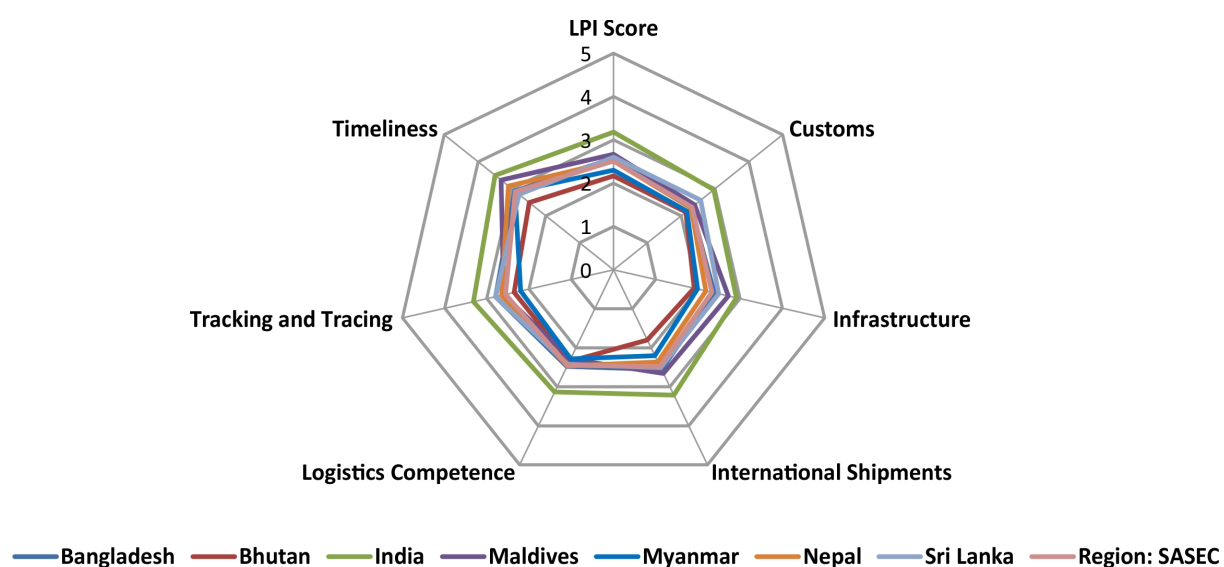 LPI Score
5
4
3
2
1
0
Timeliness
Customs
Tracking and Tracing
Infrastructure
Logistics Competence
International Shipments
Bangladesh Bhutan India Maldives Myanmar Nepal Sri Lanka Region: SASEC